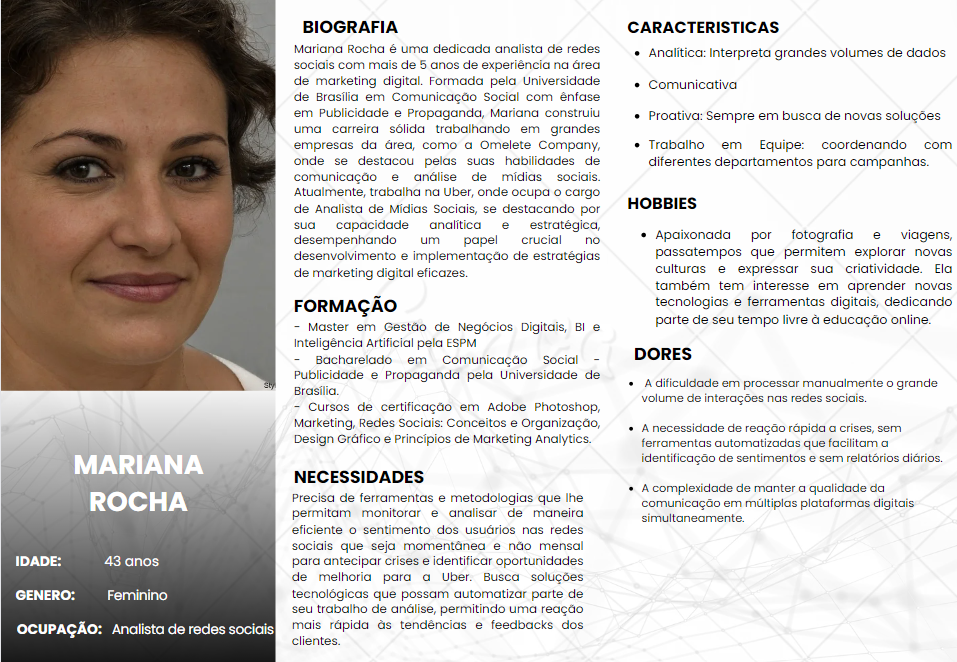 BIOGRAFIA
Mariana Rocha é uma dedicada analista de redes
sociais com mais de 5 anos de experiência na área
de marketing digital. Formada pela Universidade
de Brasília em Comunicação Social com ênfase
em Publicidade e Propaganda, Mariana construiu
uma carreira sólida trabalhando em grandes
empresas da área, como a Omelete Company,
onde se destacou pelas suas habilidades de
comunicação e análise de mídias sociais.
Atualmente, trabalha na Uber, onde ocupa o cargo
de Analista de Mídias Sociais, se destacando por
sua capacidade analítica e estratégica,
desempenhando um papel crucial no
desenvolvimento e implementação de estratégias
de marketing digital eficazes.
FORMAÇÃO
- Master em Gestão de Negócios Digitais, BI e
Inteligência Artificial pela ESPM
- Bacharelado em Comunicação Social -
Publicidade e Propaganda pela Universidade de
Brasília.
- Cursos de certificação em Adobe Photoshop,
Marketing, Redes Sociais: Conceitos e Organização,
Design Gráfico e Princípios de Marketing Analytics.
NECESSIDADES
Precisa de ferramentas e metodologias que lhe
permitam monitorar e analisar de maneira
eficiente o sentimento dos usuários nas redes
sociais que seja momentânea e não mensal
para antecipar crises e identificar oportunidades
de melhoria para a Uber. Busca soluções
tecnológicas que possam automatizar parte de
seu trabalho de análise, permitindo uma reação
mais rápida às tendências e feedbacks dos
clientes.
CARACTERISTICAS
• Analítica: Interpreta grandes volumes de dados
• Comunicativa
• Proativa: Sempre em busca de novas soluções
• Trabalho em Equipe: coordenando com
diferentes departamentos para campanhas.
HOBBIES
• Apaixonada por fotografia e viagens,
passatempos que permitem explorar novas
culturas e expressar sua criatividade. Ela
também tem interesse em aprender novas
tecnologias e ferramentas digitais, dedicando
parte de seu tempo livre à educação online.
DORES
• A dificuldade em processar manualmente o grande
volume de interações nas redes sociais.
• A necessidade de reação rápida a crises, sem
ferramentas automatizadas que facilitam a
identificação de sentimentos e sem relatórios diários.
• A complexidade de manter a qualidade da
comunicação em múltiplas plataformas digitais
simultaneamente.
Sty
MARIANA
ROCHA
IDADE: 43 anos
GENERO: Feminino
OCUPAÇÃO: Analista de redes sociais